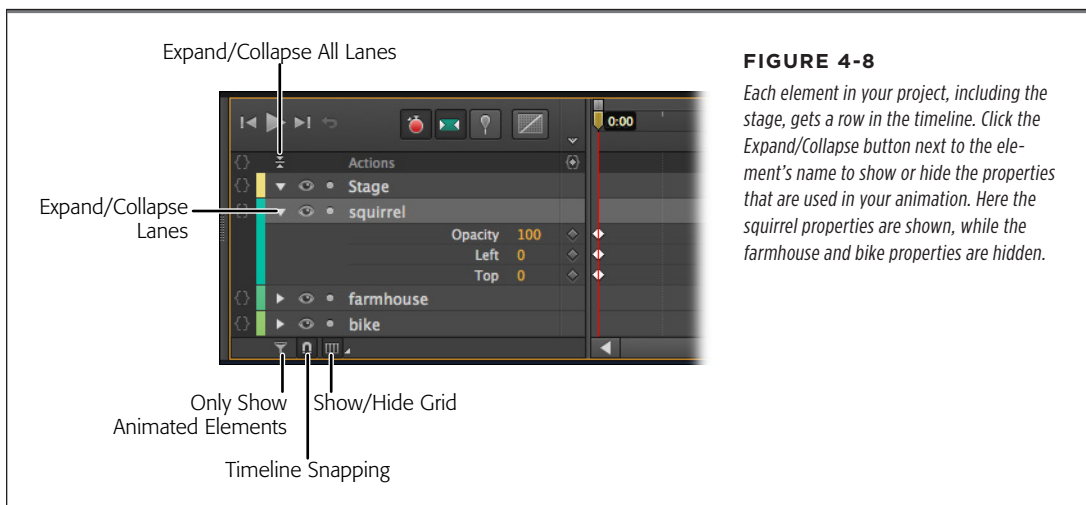 Expand/Collapse All Lanes
FIGURE 4-8
Each element in your project, including the
stage, gets a row in the timeline. Click the
Expand/Collapse button next to the ele-
ment's name to show or hide the properties
that are used in your animation. Here the
squirrel properties are shown, while the
farmhouse and bike properties are hidden.
0:00
Actions
Stage
Expand/Collapse
Lanes
squirrel
Opacity 100
Left 0
Top 0
farmhouse
bike
Only Show
Animated Elements
Show/Hide Grid
Timeline Snapping